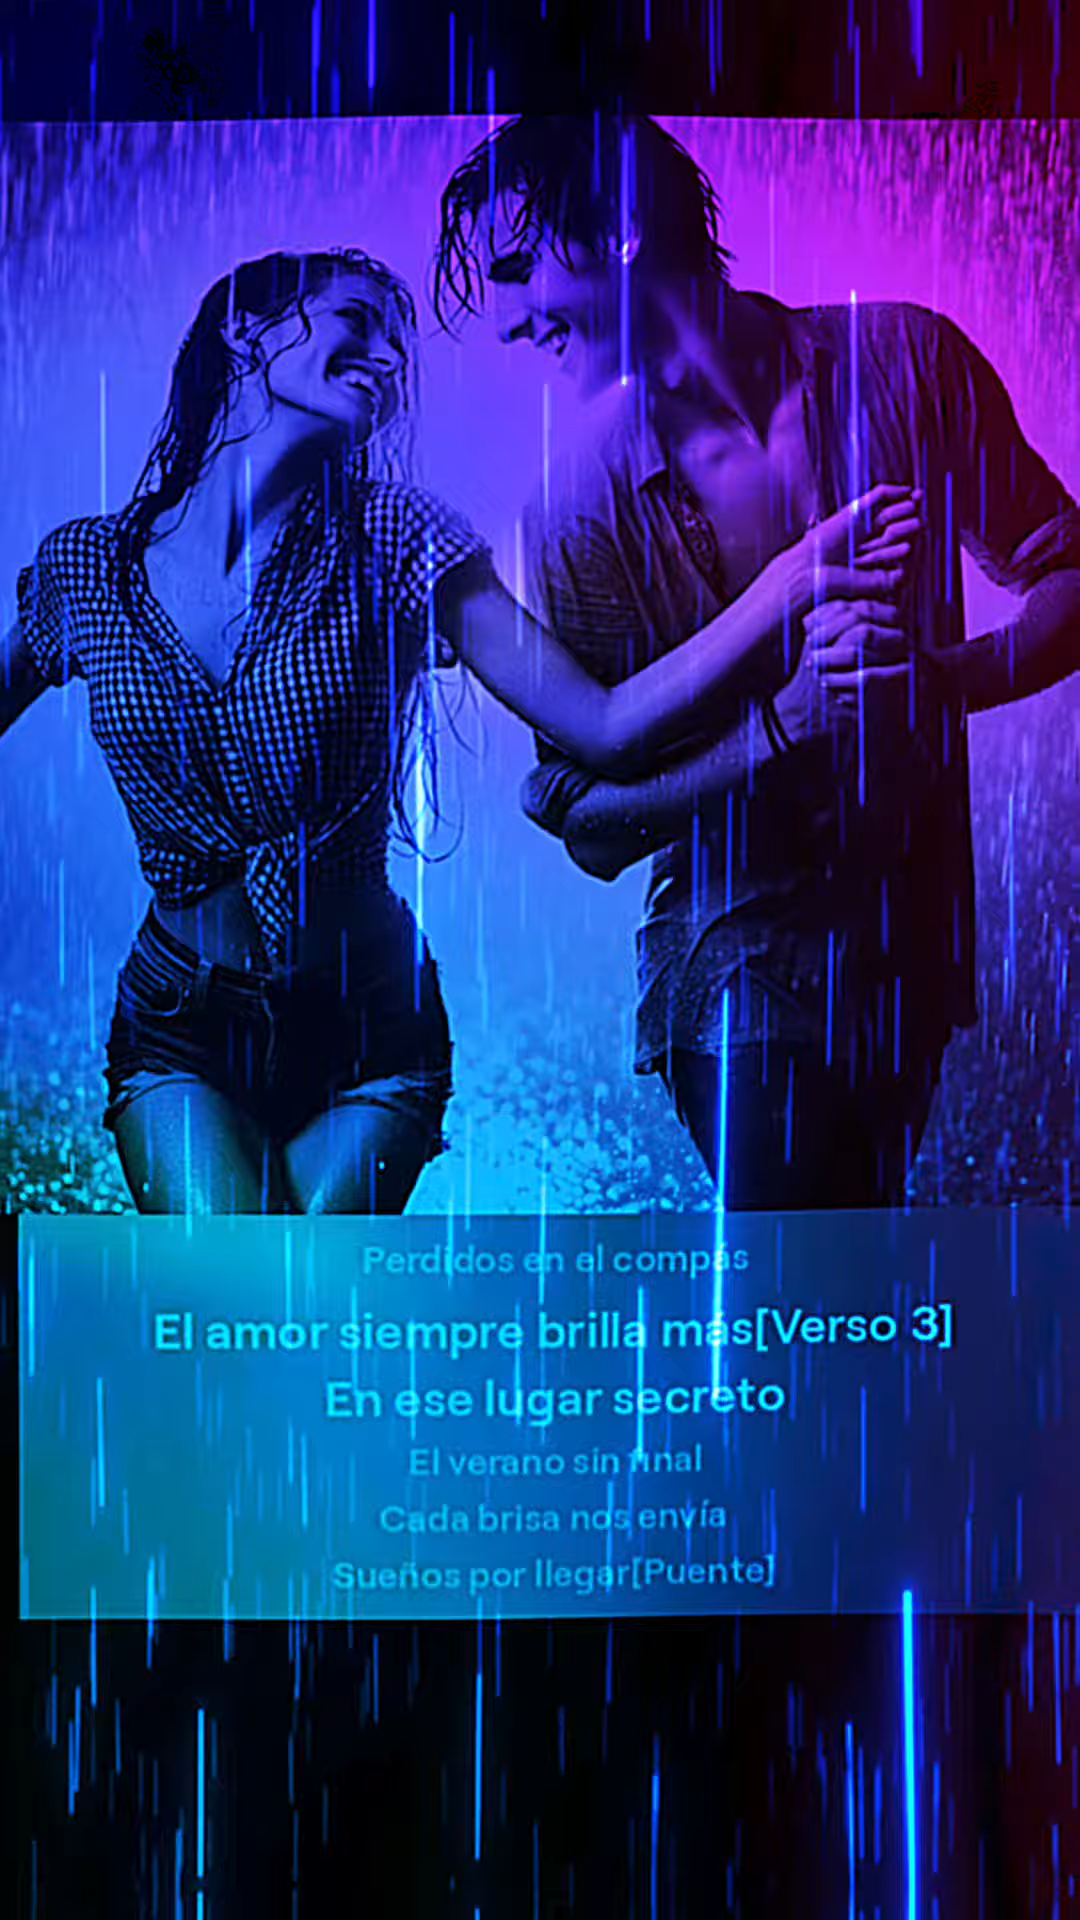 Perdidos en el compás
El amor siempre brilla más[Verso 3]
En ese lugar secreto
El verano sin final
Cada brisa nos envía
Sueños por llegar[Puente]